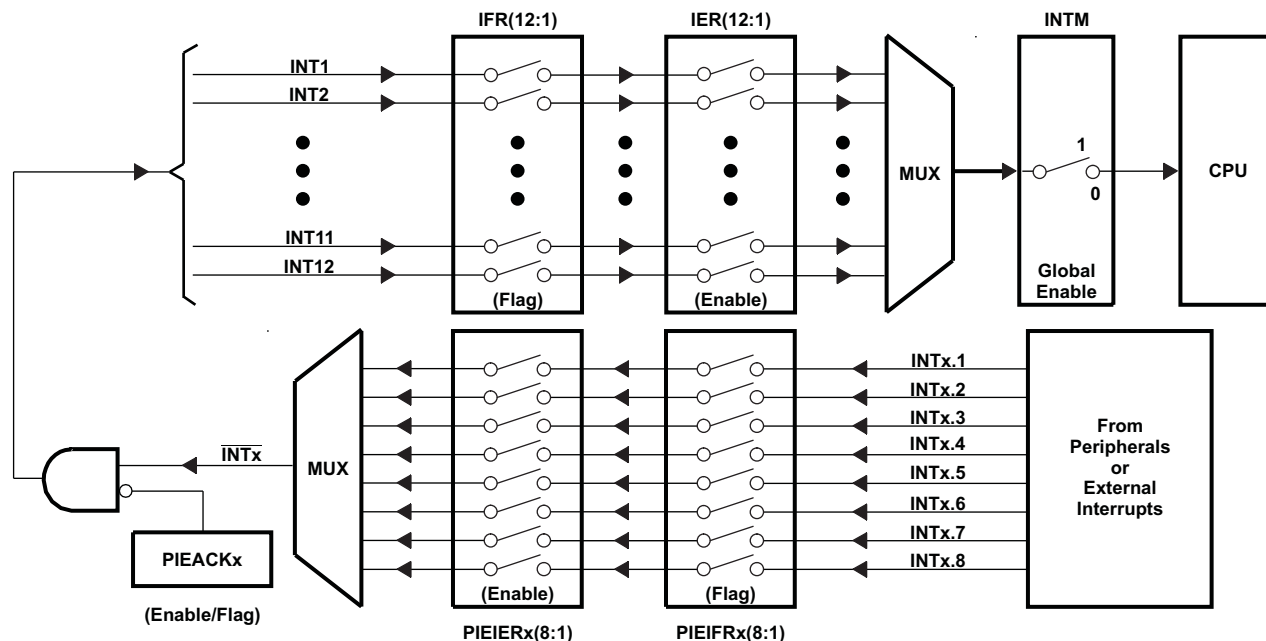 IFR(12:1)
IER(12:1)
INTM
INT1
INT2
INT11
INT12
(Flag)
(Enable)
MUX
1
0
Global
Enable
CPU
INTx.1
INTx.2
INTx.3
INTx.4
INTx.5
INTx.6
INTx.7
INTx.8
From
Peripherals
or
External
Interrupts
INTx
MUX
PIEACKx
(Enable/Flag)
(Enable)
(Flag)
PIEIERx(8:1)
PIEIFRx(8:1)